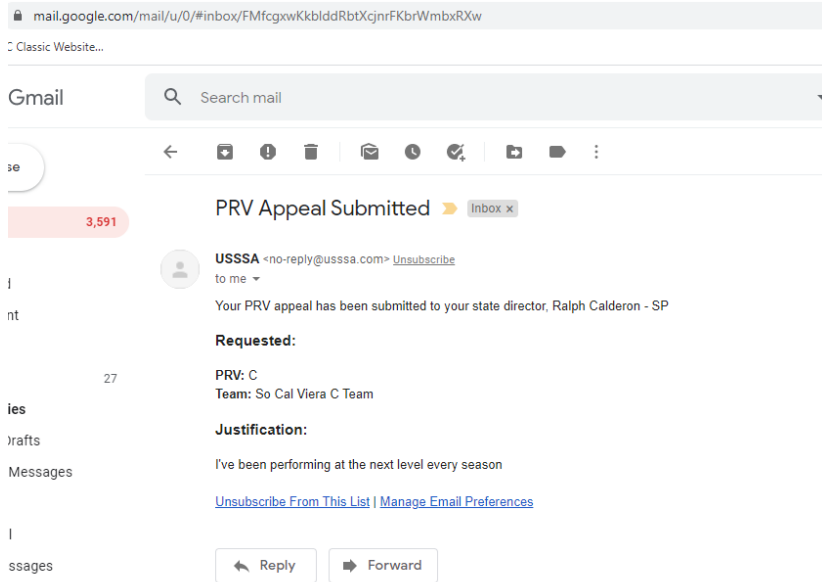 mail.google.com/mail/u/0/#inbox/FMfcgxwKkblddRbtXcjnrFKbrWmbxRXw
C Classic Website...
Gmail
Search mail
se
3,591
PRV Appeal Submitted Inbox x
USSSA <no-reply@usssa.com> Unsubscribe
to me
Your PRV appeal has been submitted to your state director, Ralph Calderon - SP
nt
Requested:
27
PRV: C
Team: So Cal Viera C Team
ies
Justification:
Drafts
I've been performing at the next level every season
Messages
Unsubscribe From This List | Manage Email Preferences
ssages
Reply
Forward